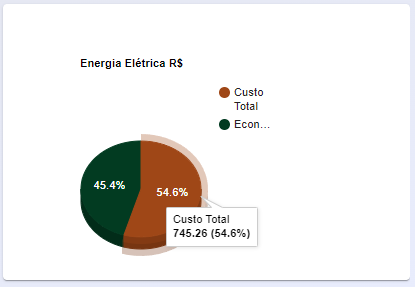 Energia Elétrica R$
Custo
Total
Econ...
45.4%
54.6%
Custo Total
745.26 (54.6%)